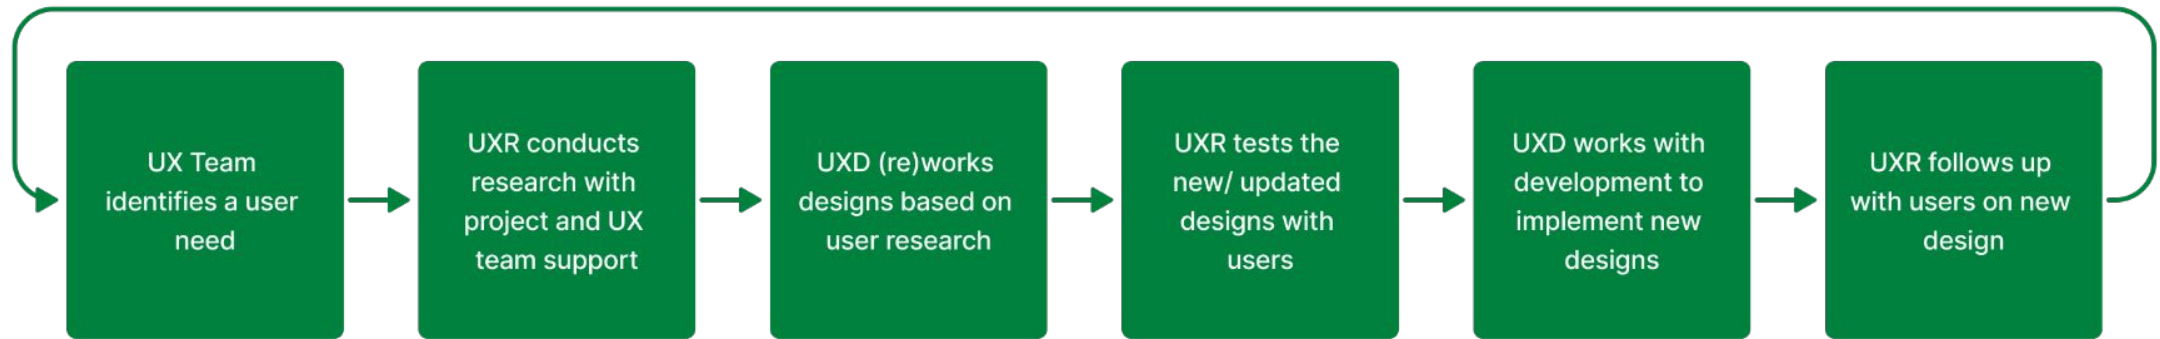 UX Team
identifies a user
need
UXR conducts
research with
project and UX
team support
UXD (re)works
designs based on
user research
UXR tests the
new/ updated
designs with
users
UXD works with
development to
implement new
designs
UXR follows up
with users on new
design